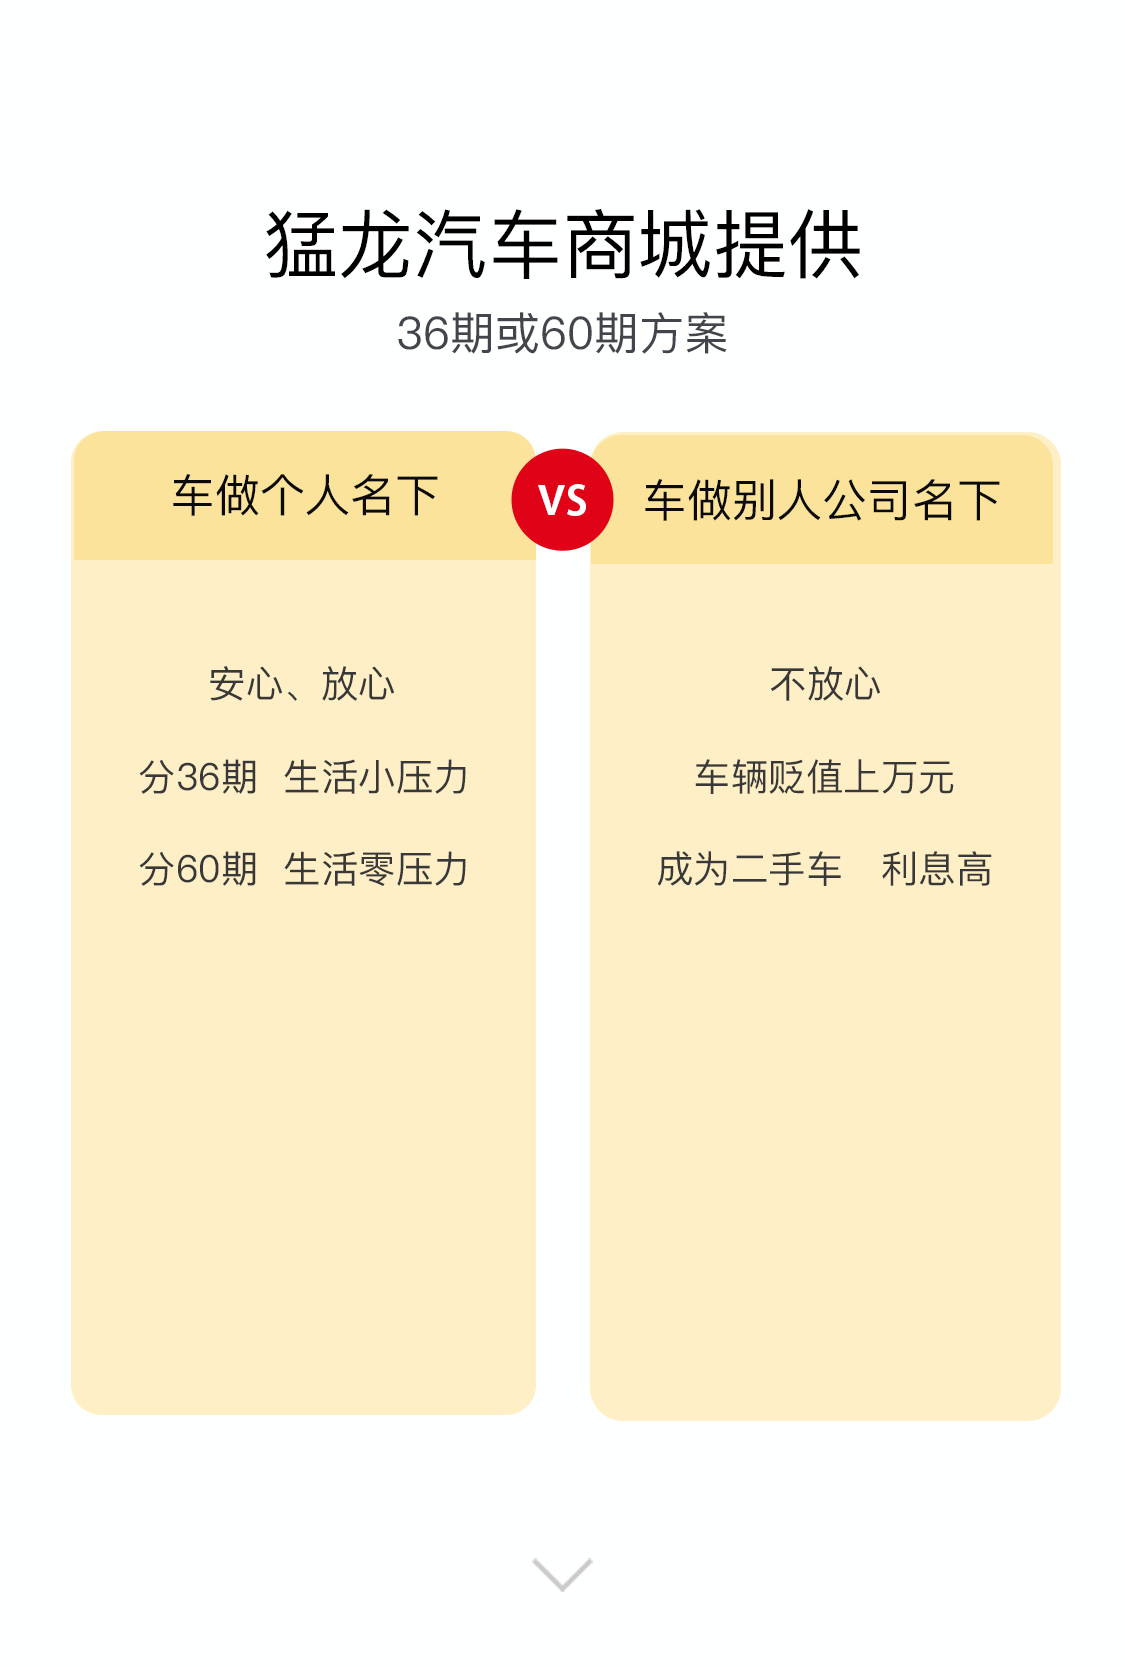 猛龙汽车商城提供
36期或60期方案
车做个人名下
VS
车做别人公司名下
安心、放心
分36期 生活小压力
分60期 生活零压力
不放心
车辆贬值上万元
成为二手车 利息高